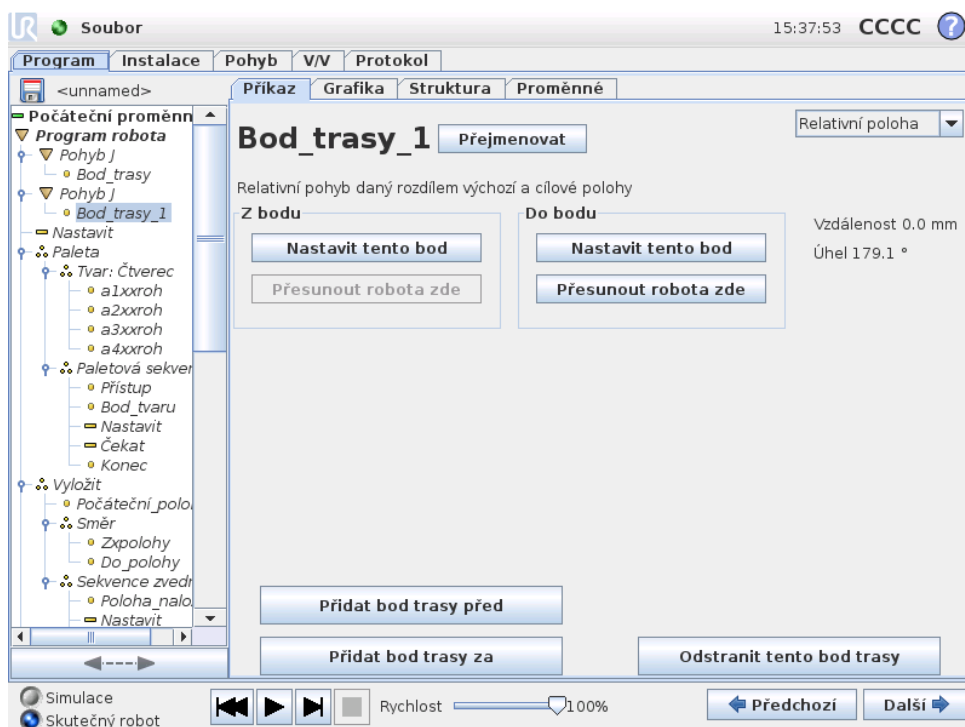 UR Soubor 15:37:53 CCCC ?
Program Instalace Pohyb V/V Protokol
<unnamed>
Příkaz Grafika Struktura Proměnné
Počáteční proměnn
Program robota
Pohyb J
Bod_trasy
Pohyb J
Bod_trasy_1
Nastavit
Paleta
Tvar: Čtverec
a1xxroh
a2xxroh
a3xxroh
a4xxroh
Paletová sekver
Přístup
Bod_tvaru
Nastavit
Čekat
Konec
Vyložit
Počáteční_polo
Směr
Zxpolohy
Do_polohy
Sekvence zvedr
Poloha_nalo
Nastavit
Bod_trasy_1 Přejmenovat
Relativní poloha
Relativní pohyb daný rozdílem výchozí a cílové polohy
Z bodu
Nastavit tento bod
Přesunout robota zde
Do bodu
Nastavit tento bod
Přesunout robota zde
Vzdálenost 0.0 mm
Úhel 179.1 °
Přidat bod trasy před
Přidat bod trasy za
Odstranit tento bod trasy
Simulace
Skutečný robot
Rychlost 100%
Předchozí
Další